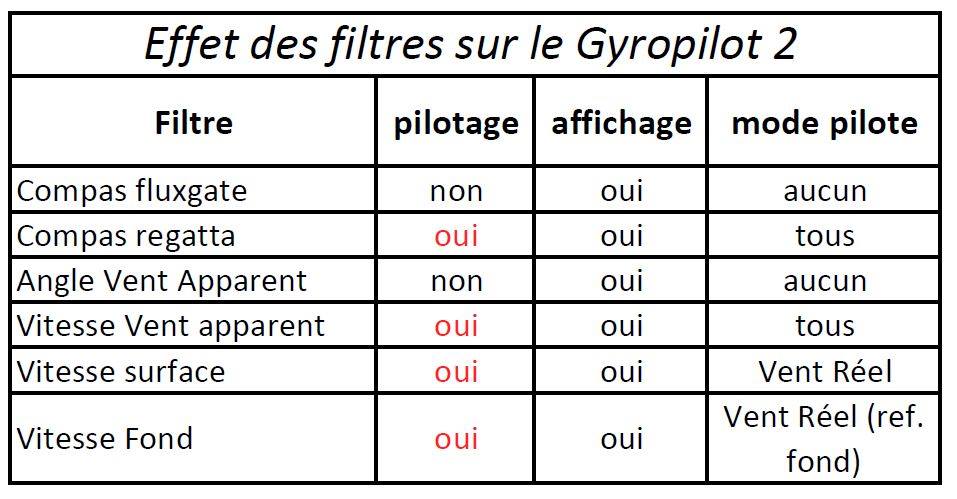 Effet des filtres sur le Gyropilot 2
Filtre pilotage affichage mode pilote
Compas fluxgate non oui aucun
Compas regatta oui oui tous
Angle Vent Apparent non oui aucun
Vitesse Vent apparent oui oui tous
Vitesse surface oui oui Vent Réel
Vitesse Fond oui oui Vent Réel (ref.
fond)